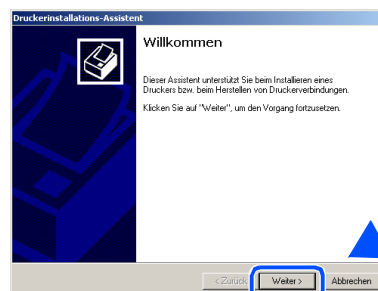 Druckerinstallations-Assistent
Willkommen
Dieser Assistent unterstützt Sie beim Installieren eines
Druckers bzw. beim Herstellen von Druckerverbindungen.
Klicken Sie auf "Weiter", um den Vorgang fortzusetzen.
< Zurück Weiter > Abbrechen